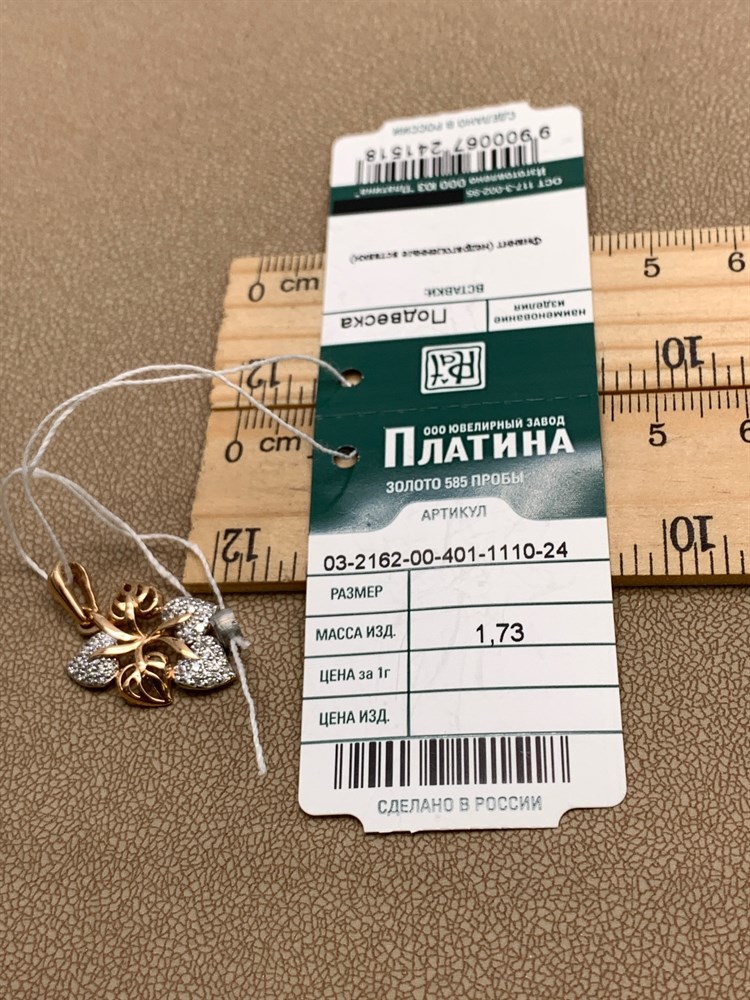 СДЕЛАНО В РОССИИ
9 900067 241518
ОСТ 117-3-002-95
Изготовлено ООО ЮЗ "Платина"
Фианит (недрагоценные вставки)
ВСТАВКИ:
наименование изделия
Подвеска
ООО ЮВЕЛИРНЫЙ ЗАВОД
ПЛАТИНА
ЗОЛОТО 585 ПРОБЫ
АРТИКУЛ
03-2162-00-401-1110-24
РАЗМЕР
МАССА ИЗД. 1,73
ЦЕНА за 1г
ЦЕНА ИЗД.
СДЕЛАНО В РОССИИ
0 cm 5 6
12 10
0 cm 5
12 10